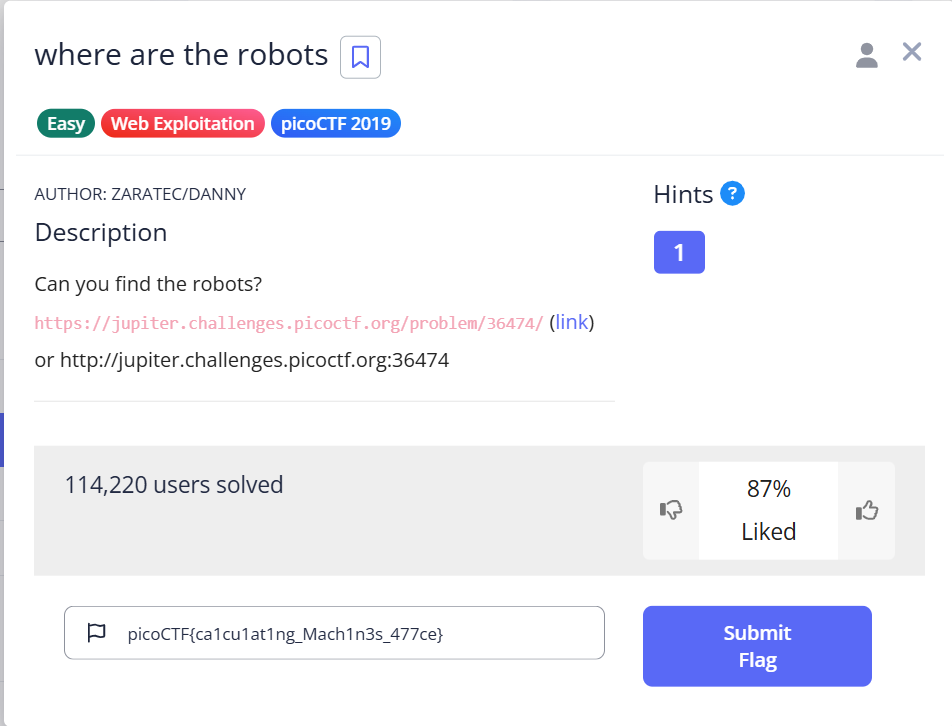 where are the robots
Easy Web Exploitation picoCTF 2019
AUTHOR: ZARATEC/DANNY
Description
Can you find the robots?
https://jupiter.challenges.picoctf.org/problem/36474/ (link)
or http://jupiter.challenges.picoctf.org:36474
Hints ?
1
114,220 users solved
87%
Liked
picoCTF{ca1cu1at1ng_Mach1n3s_477ce}
Submit
Flag